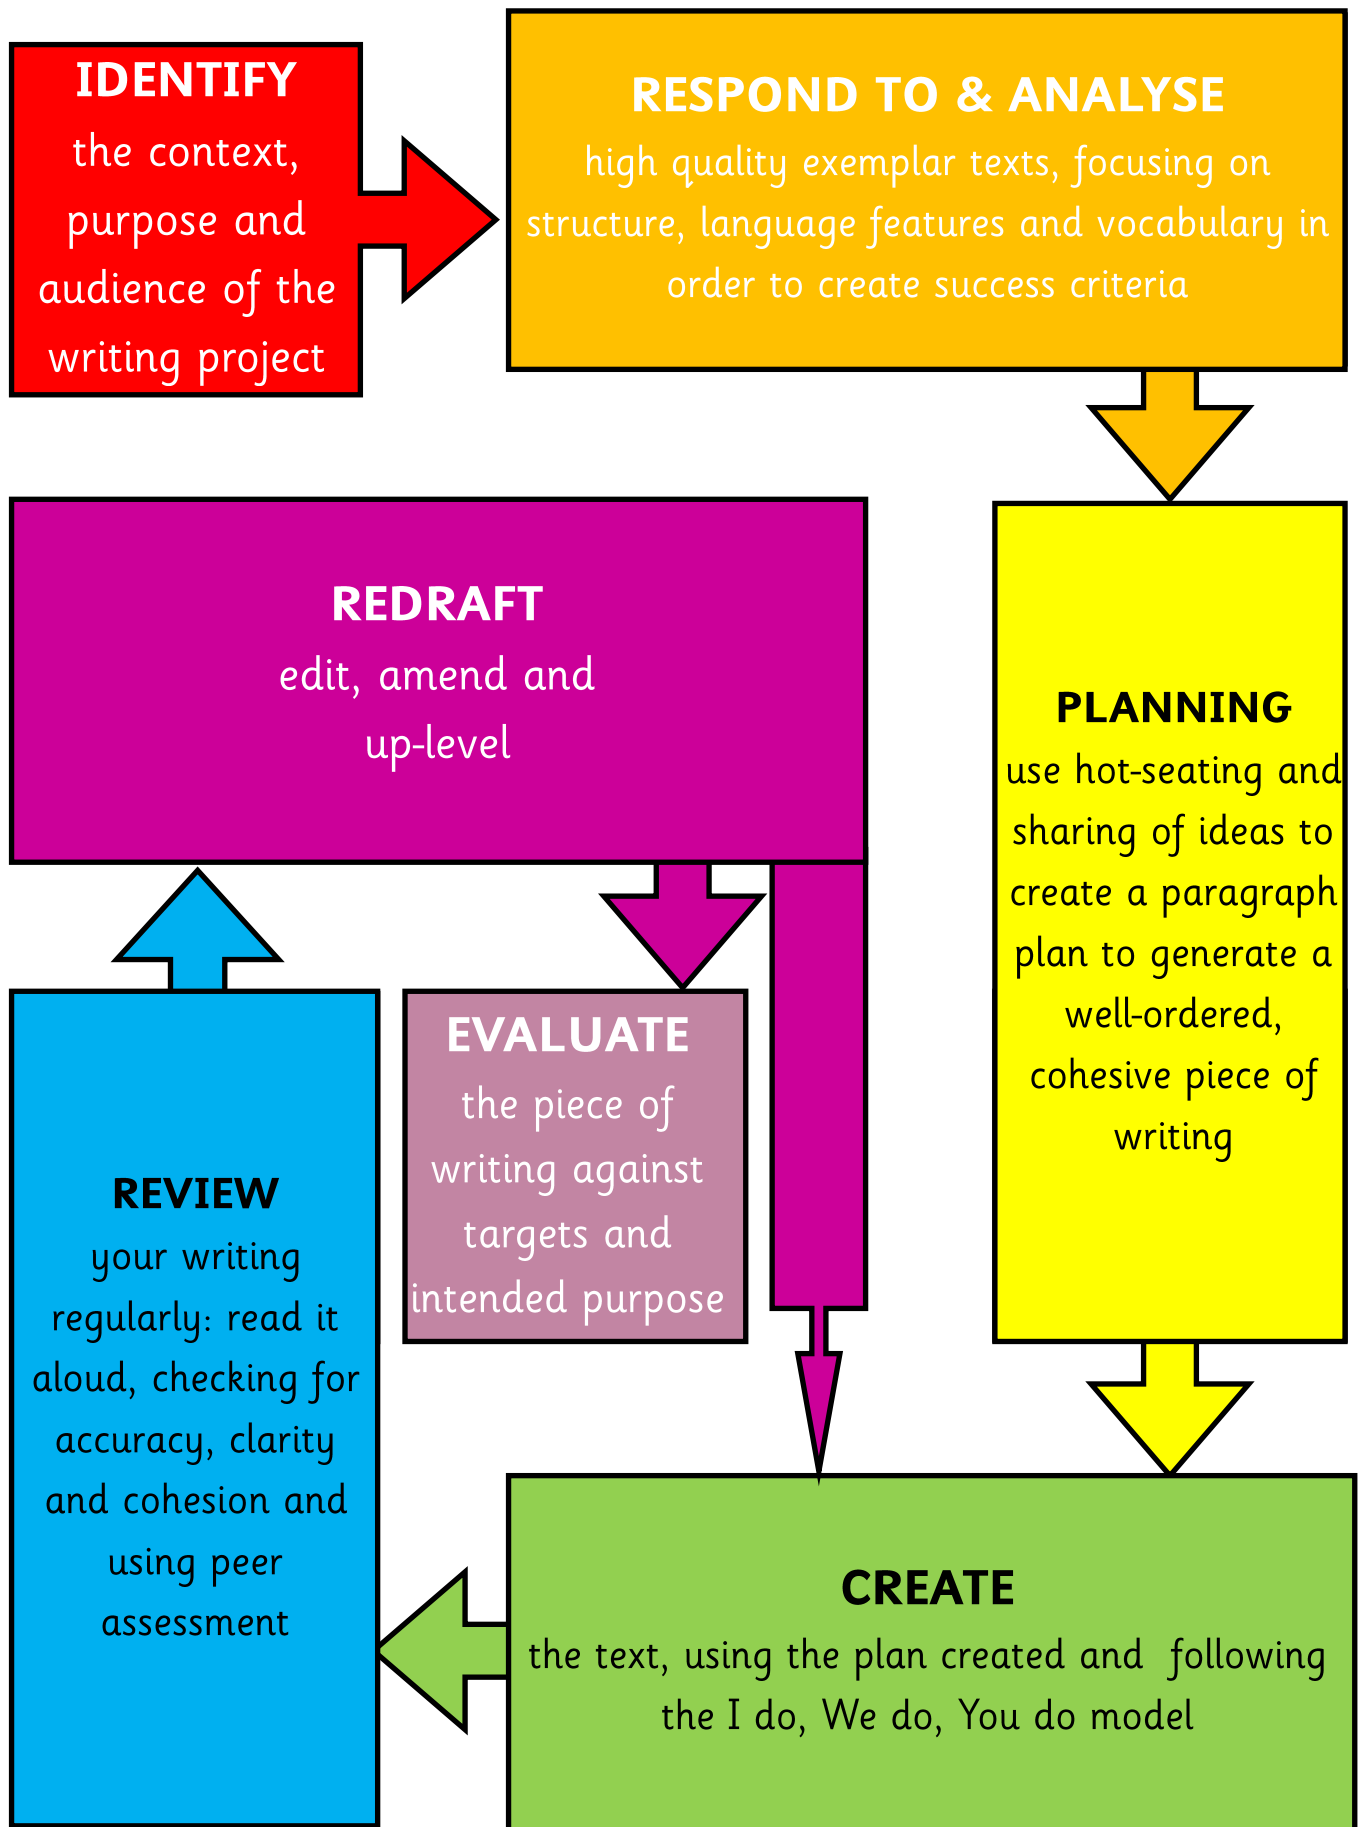 IDENTIFY
the context,
purpose and
audience of the
writing project
RESPOND TO & ANALYSE
high quality exemplar texts, focusing on
structure, language features and vocabulary in
order to create success criteria
PLANNING
use hot-seating and
sharing of ideas to
create a paragraph
plan to generate a
well-ordered,
cohesive piece of
writing
CREATE
the text, using the plan created and following
the I do, We do, You do model
REVIEW
your writing
regularly: read it
aloud, checking for
accuracy, clarity
and cohesion and
using peer
assessment
REDRAFT
edit, amend and
up-level
EVALUATE
the piece of
writing against
targets and
intended purpose